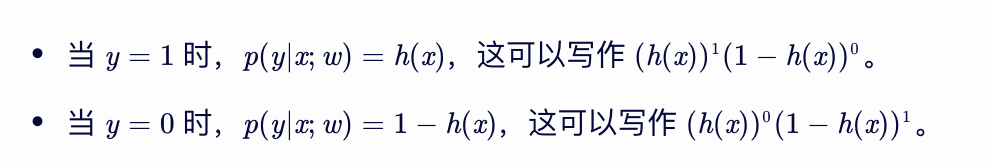 • 当 y = 1 时，p(y|x; w) = h(x)，这可以写作 (h(x))¹(1 − h(x))⁰。
• 当 y = 0 时，p(y|x; w) = 1 − h(x)，这可以写作 (h(x))⁰(1 − h(x))¹。